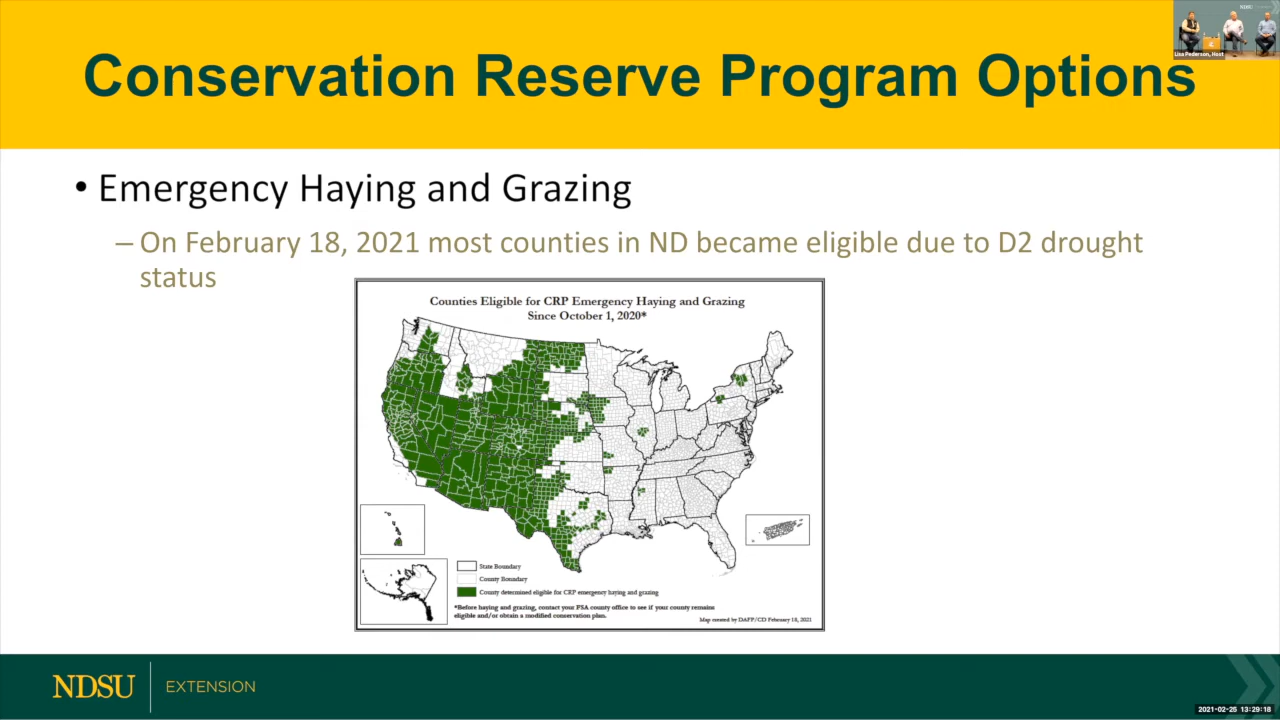 NDSU
Lisa Pederson, Host
Conservation Reserve Program Options
• Emergency Haying and Grazing
– On February 18, 2021 most counties in ND became eligible due to D2 drought
status
Counties Eligible for CRP Emergency Haying and Grazing
Since October 1, 2020*
State Boundary
County Boundary
County determined eligible for CRP emergency haying and grazing
*Before haying and grazing, contact your FSA county office to see if your county remains
eligible and/or obtain a modified conservation plan.
Map created by DAFP/CD February 18, 2021
NDSU EXTENSION
2021-02-25 13:29:18